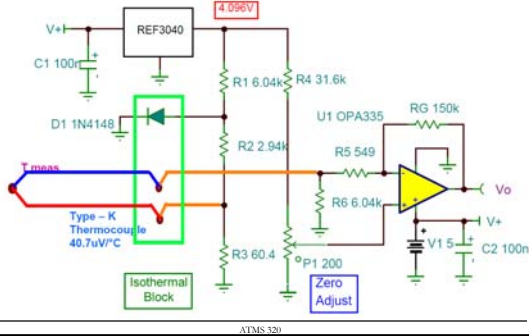 4.096V
V+
REF3040
C1 100n
R1 6.04k
R4 31.6k
D1 1N4148
U1 OPA335
RG 150k
R2 2.94k
R5 549
T meas
Vo
R6 6.04k
Type – K
Thermocouple
40.7uV/°C
V+
V1 5
C2 100n
R3 60.4
P1 200
Isothermal
Block
Zero
Adjust
ATMS 320